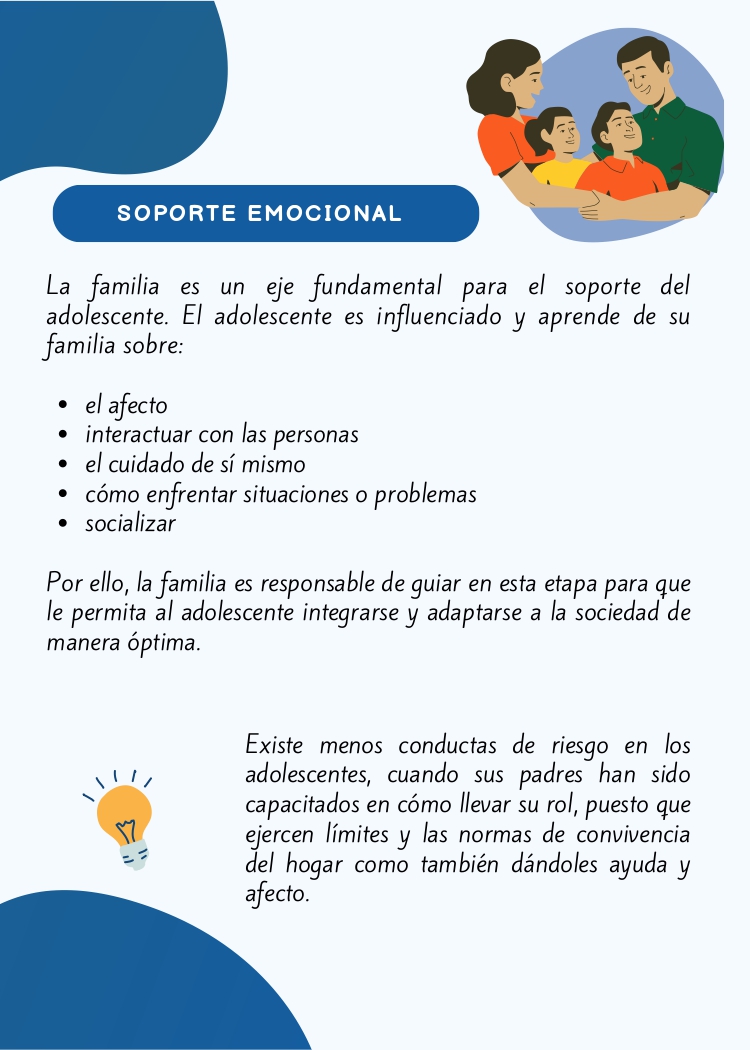 SOPORTE EMOCIONAL
La familia es un eje fundamental para el soporte del
adolescente. El adolescente es influenciado y aprende de su
familia sobre:
• el afecto
• interactuar con las personas
• el cuidado de sí mismo
• cómo enfrentar situaciones o problemas
• socializar
Por ello, la familia es responsable de guiar en esta etapa para que
le permita al adolescente integrarse y adaptarse a la sociedad de
manera óptima.
Existe menos conductas de riesgo en los
adolescentes, cuando sus padres han sido
capacitados en cómo llevar su rol, puesto que
ejercen límites y las normas de convivencia
del hogar como también dándoles ayuda y
afecto.